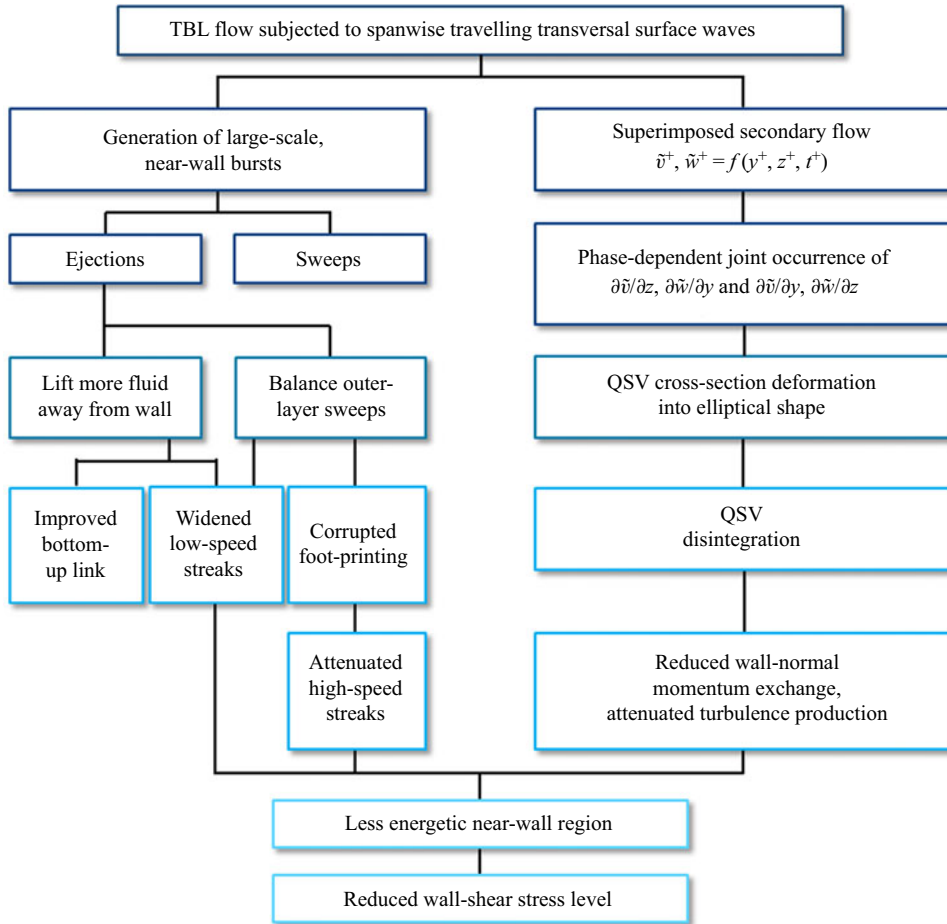 TBL flow subjected to spanwise travelling transversal surface waves
Generation of large-scale,
near-wall bursts
Superimposed secondary flow
ṽ⁺, w̃⁺ = f (y⁺, z⁺, t⁺)
Ejections
Sweeps
Phase-dependent joint occurrence of
∂ṽ/∂z, ∂w̃/∂y and ∂ṽ/∂y, ∂w̃/∂z
Lift more fluid
away from wall
Balance outer-
layer sweeps
QSV cross-section deformation
into elliptical shape
Improved
bottom-
up link
Widened
low-speed
streaks
Corrupted
foot-printing
QSV
disintegration
Attenuated
high-speed
streaks
Reduced wall-normal
momentum exchange,
attenuated turbulence production
Less energetic near-wall region
Reduced wall-shear stress level